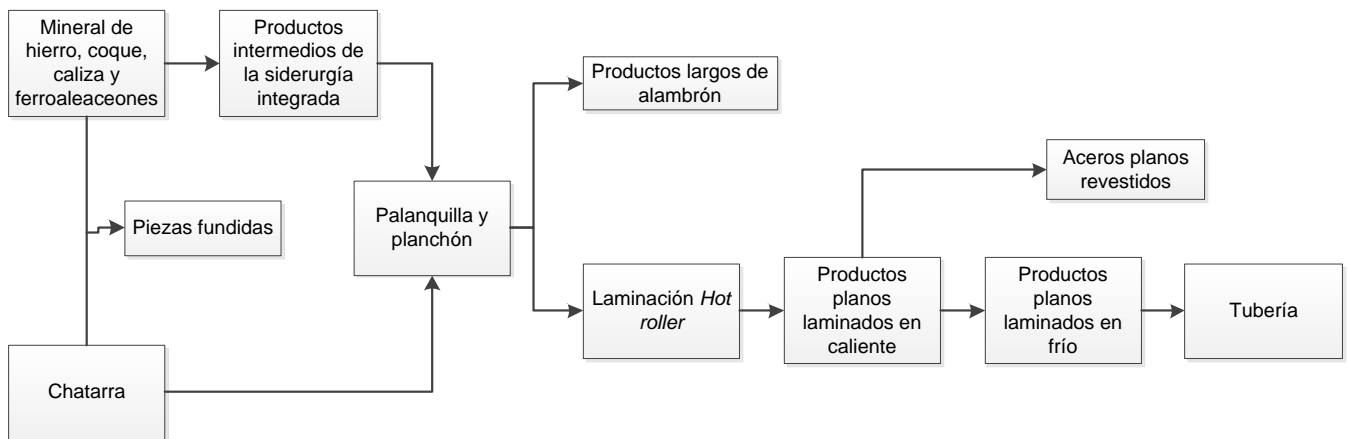 Mineral de
hierro, coque,
caliza y
ferroaleaceones
Productos
intermedios de
la siderurgía
integrada
Productos largos de
alambrón
Aceros planos
revestidos
Piezas fundidas
Palanquilla y
planchón
Laminación Hot
roller
Productos
planos
laminados en
caliente
Productos
planos
laminados en
frío
Tubería
Chatarra